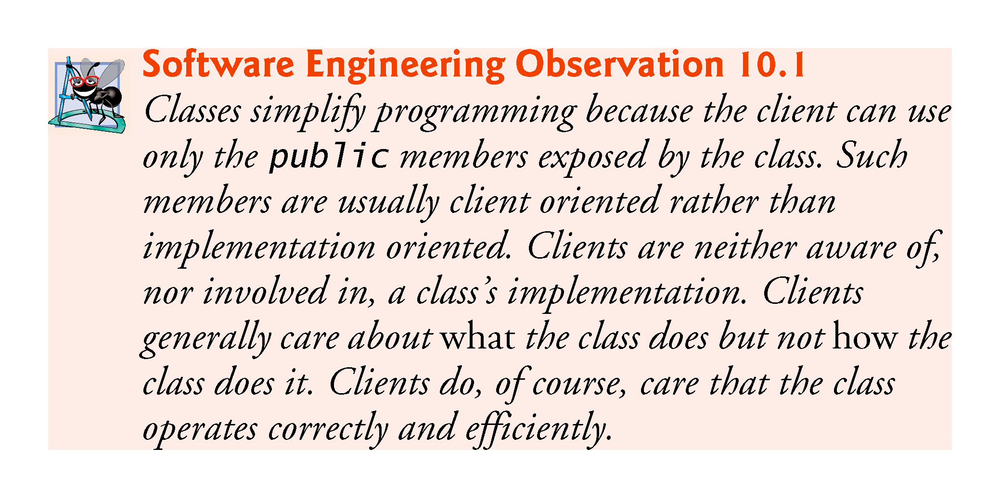 Software Engineering Observation 10.1
Classes simplify programming because the client can use
only the public members exposed by the class. Such
members are usually client oriented rather than
implementation oriented. Clients are neither aware of,
nor involved in, a class’s implementation. Clients
generally care about what the class does but not how the
class does it. Clients do, of course, care that the class
operates correctly and efficiently.